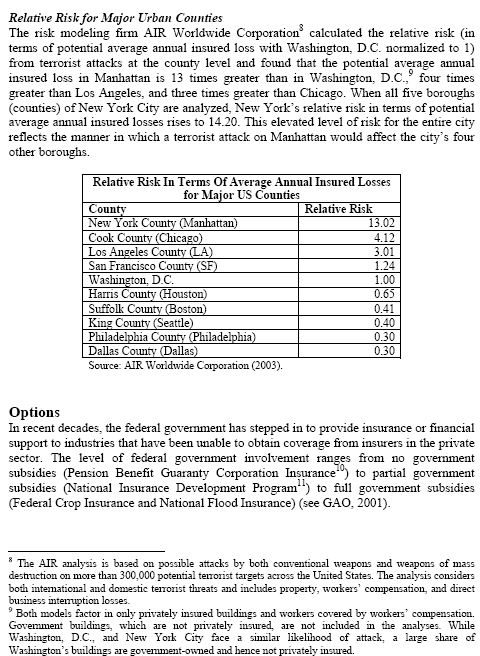 Relative Risk for Major Urban Counties
The risk modeling firm AIR Worldwide Corporation8 calculated the relative risk (in
terms of potential average annual insured loss with Washington, D.C. normalized to 1)
from terrorist attacks at the county level and found that the potential average annual
insured loss in Manhattan is 13 times greater than in Washington, D.C.,9 four times
greater than Los Angeles, and three times greater than Chicago. When all five boroughs
(counties) of New York City are analyzed, New York's relative risk in terms of potential
average annual insured losses rises to 14.20. This elevated level of risk for the entire city
reflects the manner in which a terrorist attack on Manhattan would affect the city's four
other boroughs.
Relative Risk In Terms Of Average Annual Insured Losses
for Major US Counties
County Relative Risk
New York County (Manhattan) 13.02
Cook County (Chicago) 4.12
Los Angeles County (LA) 3.01
San Francisco County (SF) 1.24
Washington, D.C. 1.00
Harris County (Houston) 0.65
Suffolk County (Boston) 0.41
King County (Seattle) 0.40
Philadelphia County (Philadelphia) 0.30
Dallas County (Dallas) 0.30
Source: AIR Worldwide Corporation (2003).
Options
In recent decades, the federal government has stepped in to provide insurance or financial
support to industries that have been unable to obtain coverage from insurers in the private
sector. The level of federal government involvement ranges from no government
subsidies (Pension Benefit Guaranty Corporation Insurance10) to partial government
subsidies (National Insurance Development Program11) to full government subsidies
(Federal Crop Insurance and National Flood Insurance) (see GAO, 2001).
8 The AIR analysis is based on possible attacks by both conventional weapons and weapons of mass
destruction on more than 300,000 potential terrorist targets across the United States. The analysis considers
both international and domestic terrorist threats and includes property, workers' compensation, and direct
business interruption losses.
9 Both models factor in only privately insured buildings and workers covered by workers' compensation.
Government buildings, which are not privately insured, are not included in the analyses. While
Washington, D.C., and New York City face a similar likelihood of attack, a large share of
Washington's buildings are government-owned and hence not privately insured.